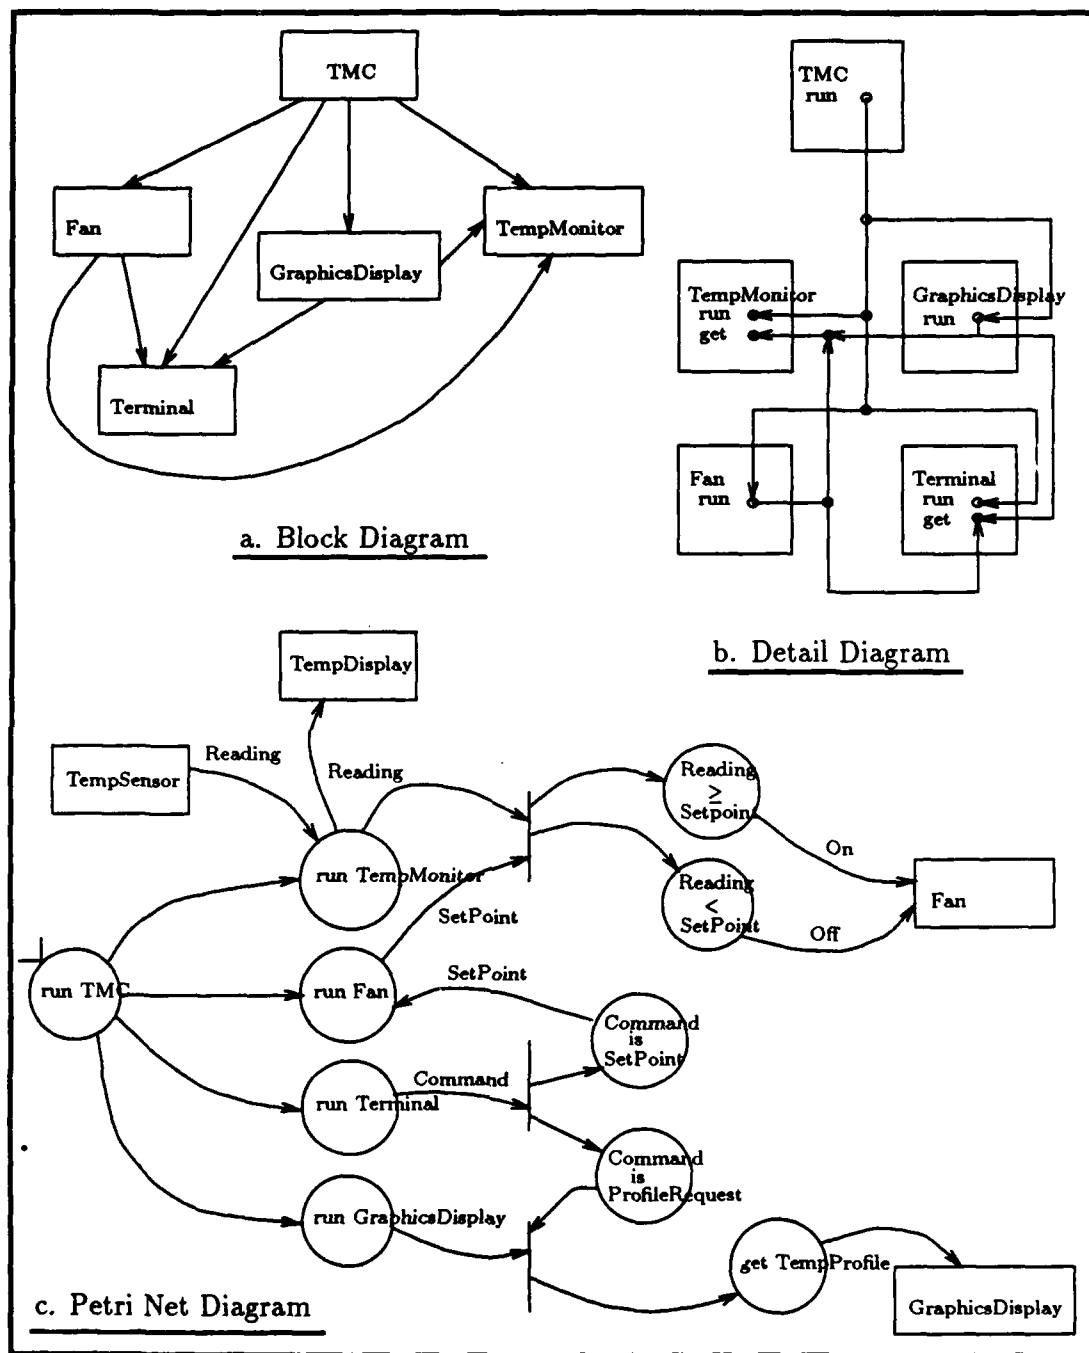 TMC
Fan
GraphicsDisplay
TempMonitor
Terminal
a. Block Diagram
TMC
run
TempMonitor
run
get
GraphicsDisplay
run
Fan
run
Terminal
run
get
b. Detail Diagram
TempDisplay
TempSensor
Reading
Reading
run TempMonitor
SetPoint
Reading
≥
Setpoint
Reading
<
SetPoint
On
Off
Fan
run TMC
run Fan
SetPoint
Command
is
SetPoint
run Terminal
Command
Command
is
ProfileRequest
run GraphicsDisplay
get TempProfile
GraphicsDisplay
c. Petri Net Diagram